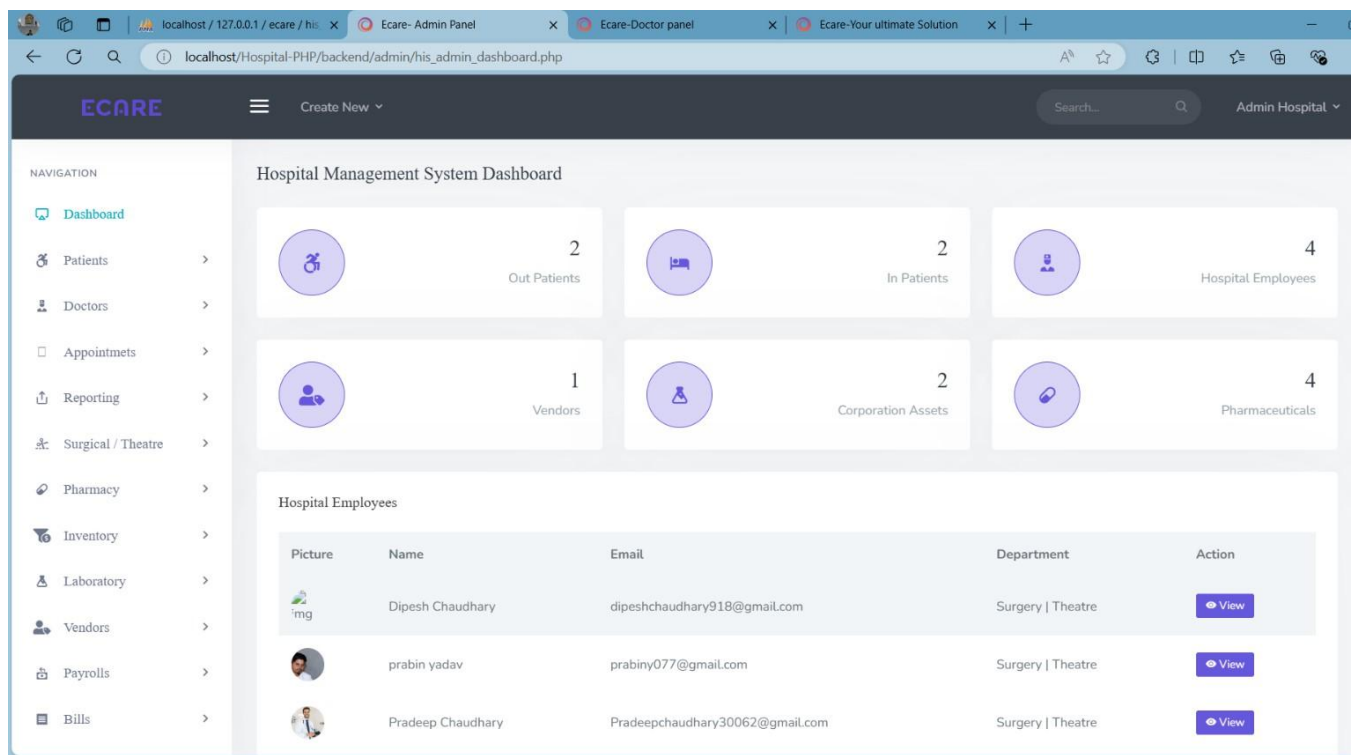 localhost / 127.0.0.1 / ecare / his
Ecare- Admin Panel
Ecare-Doctor panel
Ecare-Your ultimate Solution
localhost/Hospital-PHP/backend/admin/his_admin_dashboard.php
ECARE
Create New
Search...
Admin Hospital
NAVIGATION
Dashboard
Patients
Doctors
Appointmets
Reporting
Surgical / Theatre
Pharmacy
Inventory
Laboratory
Vendors
Payrolls
Bills
Hospital Management System Dashboard
2
Out Patients
2
In Patients
4
Hospital Employees
1
Vendors
2
Corporation Assets
4
Pharmaceuticals
Hospital Employees
Picture Name Email Department Action
Dipesh Chaudhary dipeshchaudhary918@gmail.com Surgery | Theatre View
prabin yadav prabiny077@gmail.com Surgery | Theatre View
Pradeep Chaudhary Pradeepchaudhary30062@gmail.com Surgery | Theatre View